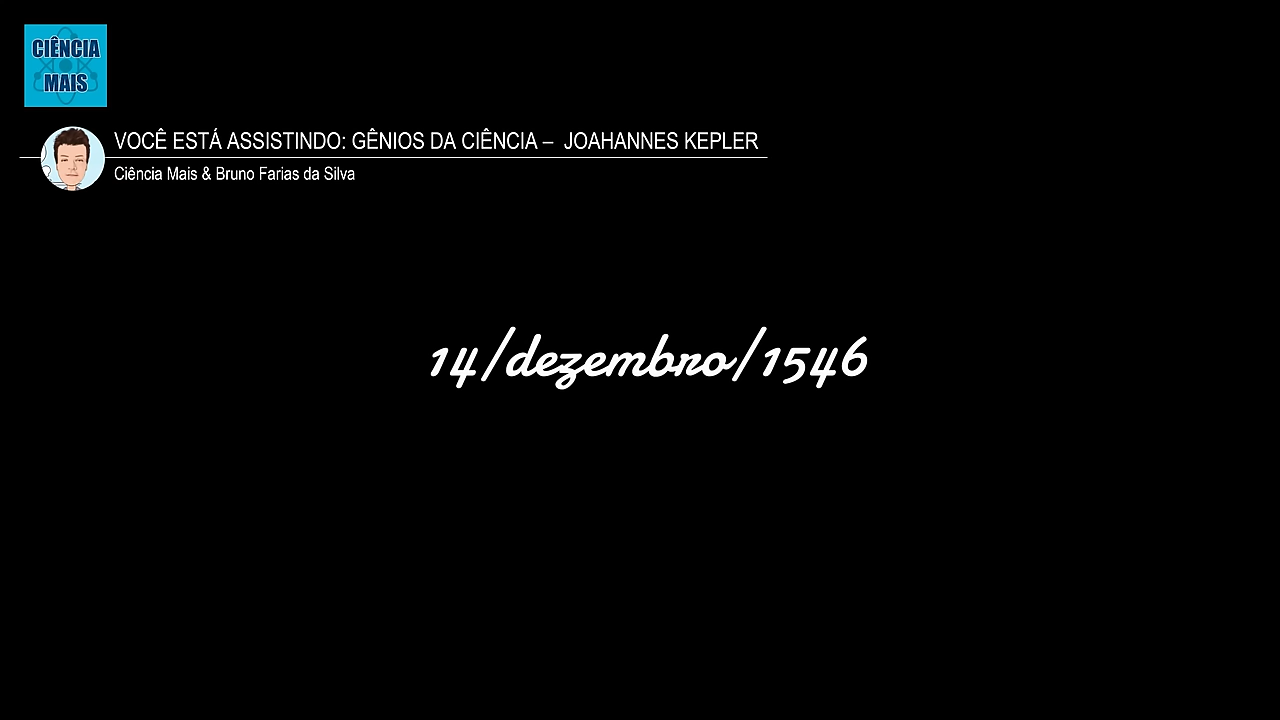 CIÊNCIA
MAIS
VOCÊ ESTÁ ASSISTINDO: GÊNIOS DA CIÊNCIA – JOAHANNES KEPLER
Ciência Mais & Bruno Farias da Silva
14/dezembro/1546